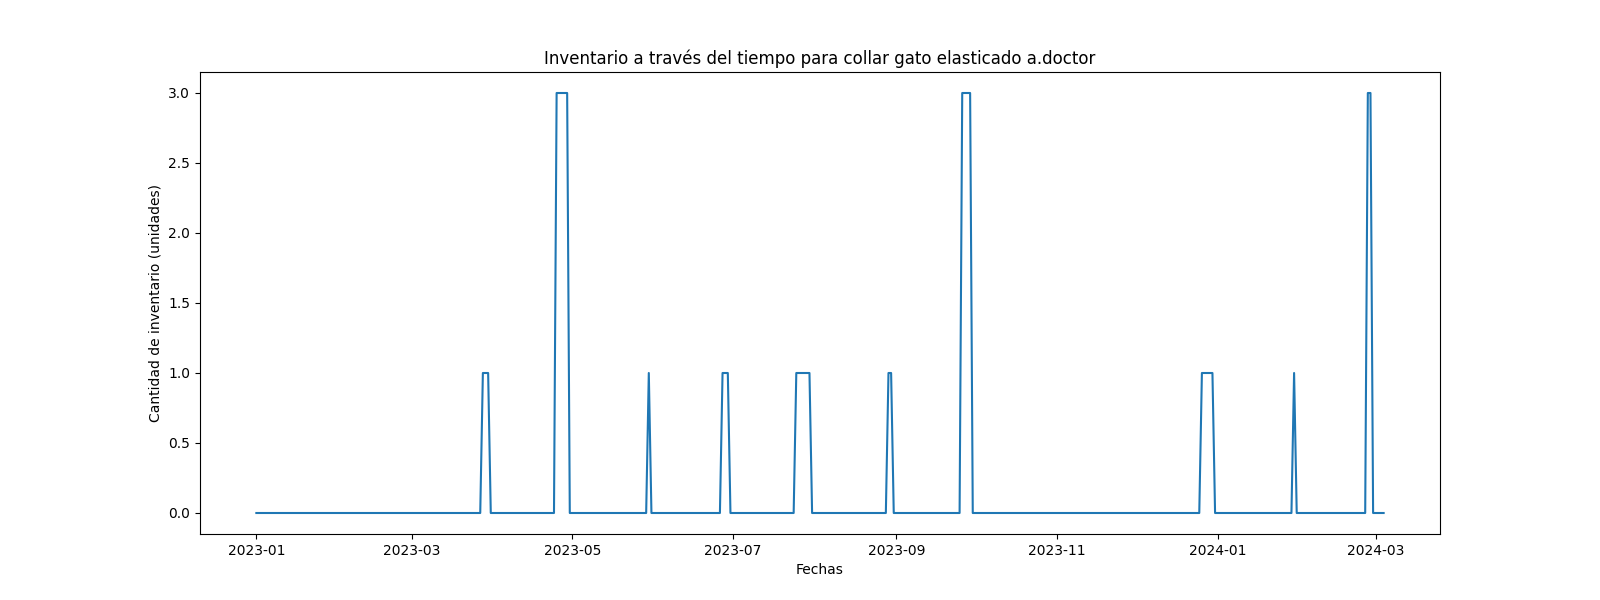 Inventario a través del tiempo para collar gato elasticado a.doctor
Cantidad de inventario (unidades)
3.0
2.5
2.0
1.5
1.0
0.5
0.0
2023-01 2023-03 2023-05 2023-07 2023-09 2023-11 2024-01 2024-03
Fechas